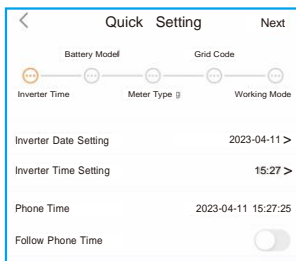 Quick Setting Next
Battery Model Grid Code
Inverter Time Meter Type Working Mode
Inverter Date Setting 2023-04-11 >
Inverter Time Setting 15:27 >
Phone Time 2023-04-11 15:27:25
Follow Phone Time